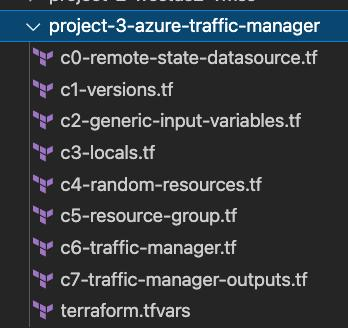 project-3-azure-traffic-manager
c0-remote-state-datasource.tf
c1-versions.tf
c2-generic-input-variables.tf
c3-locals.tf
c4-random-resources.tf
c5-resource-group.tf
c6-traffic-manager.tf
c7-traffic-manager-outputs.tf
terraform.tfvars